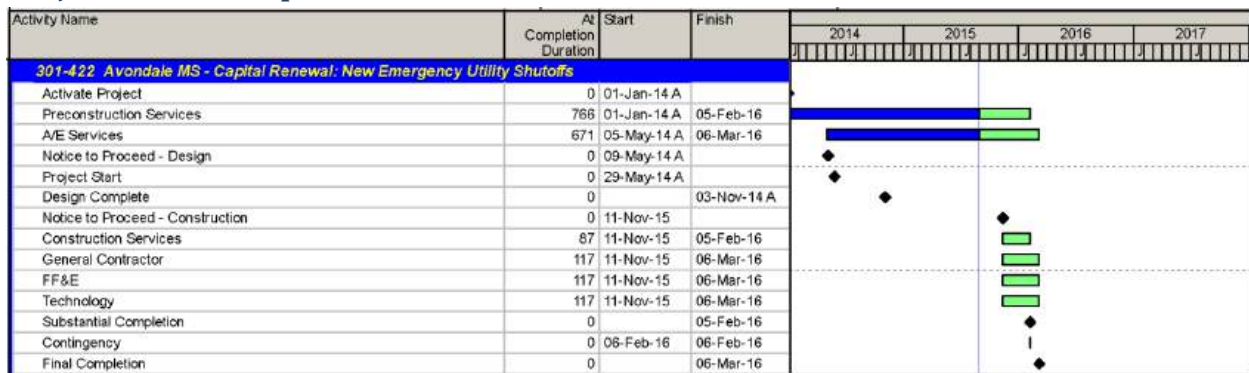 Activity Name At Completion Duration Start Finish 2014 2015 2016 2017
J J J J J J J
301-422 Avondale MS - Capital Renewal: New Emergency Utility Shutoffs
Activate Project 0 01-Jan-14 A
Preconstruction Services 766 01-Jan-14 A 05-Feb-16
A/E Services 671 05-May-14 A 06-Mar-16
Notice to Proceed - Design 0 09-May-14 A
Project Start 0 29-May-14 A
Design Complete 0 03-Nov-14 A
Notice to Proceed - Construction 0 11-Nov-15
Construction Services 87 11-Nov-15 05-Feb-16
General Contractor 117 11-Nov-15 06-Mar-16
FF&E 117 11-Nov-15 06-Mar-16
Technology 117 11-Nov-15 06-Mar-16
Substantial Completion 0 05-Feb-16
Contingency 0 06-Feb-16 06-Feb-16
Final Completion 0 06-Mar-16